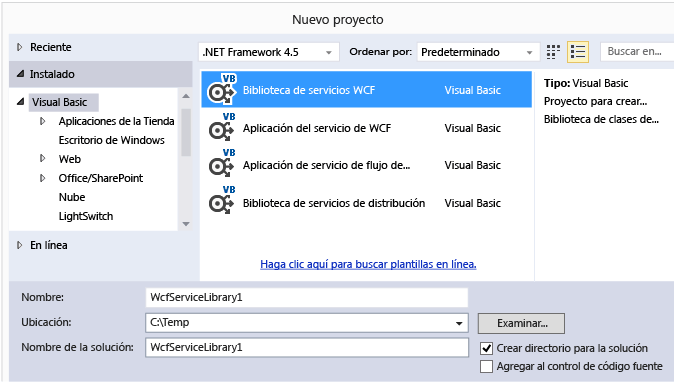 Nuevo proyecto
Reciente
Instalado
Visual Basic
Aplicaciones de la Tienda
Escritorio de Windows
Web
Office/SharePoint
Nube
LightSwitch
En línea
.NET Framework 4.5 Ordenar por: Predeterminado Buscar en...
VB
Biblioteca de servicios WCF Visual Basic
VB
Aplicación del servicio de WCF Visual Basic
VB
Aplicación de servicio de flujo de... Visual Basic
VB
Biblioteca de servicios de distribución Visual Basic
Haga clic aquí para buscar plantillas en línea.
Tipo: Visual Basic
Proyecto para crear...
Biblioteca de clases de...
Nombre: WcfServiceLibrary1
Ubicación: C:\Temp Examinar...
Nombre de la solución: WcfServiceLibrary1 Crear directorio para la solución
Agregar al control de código fuente